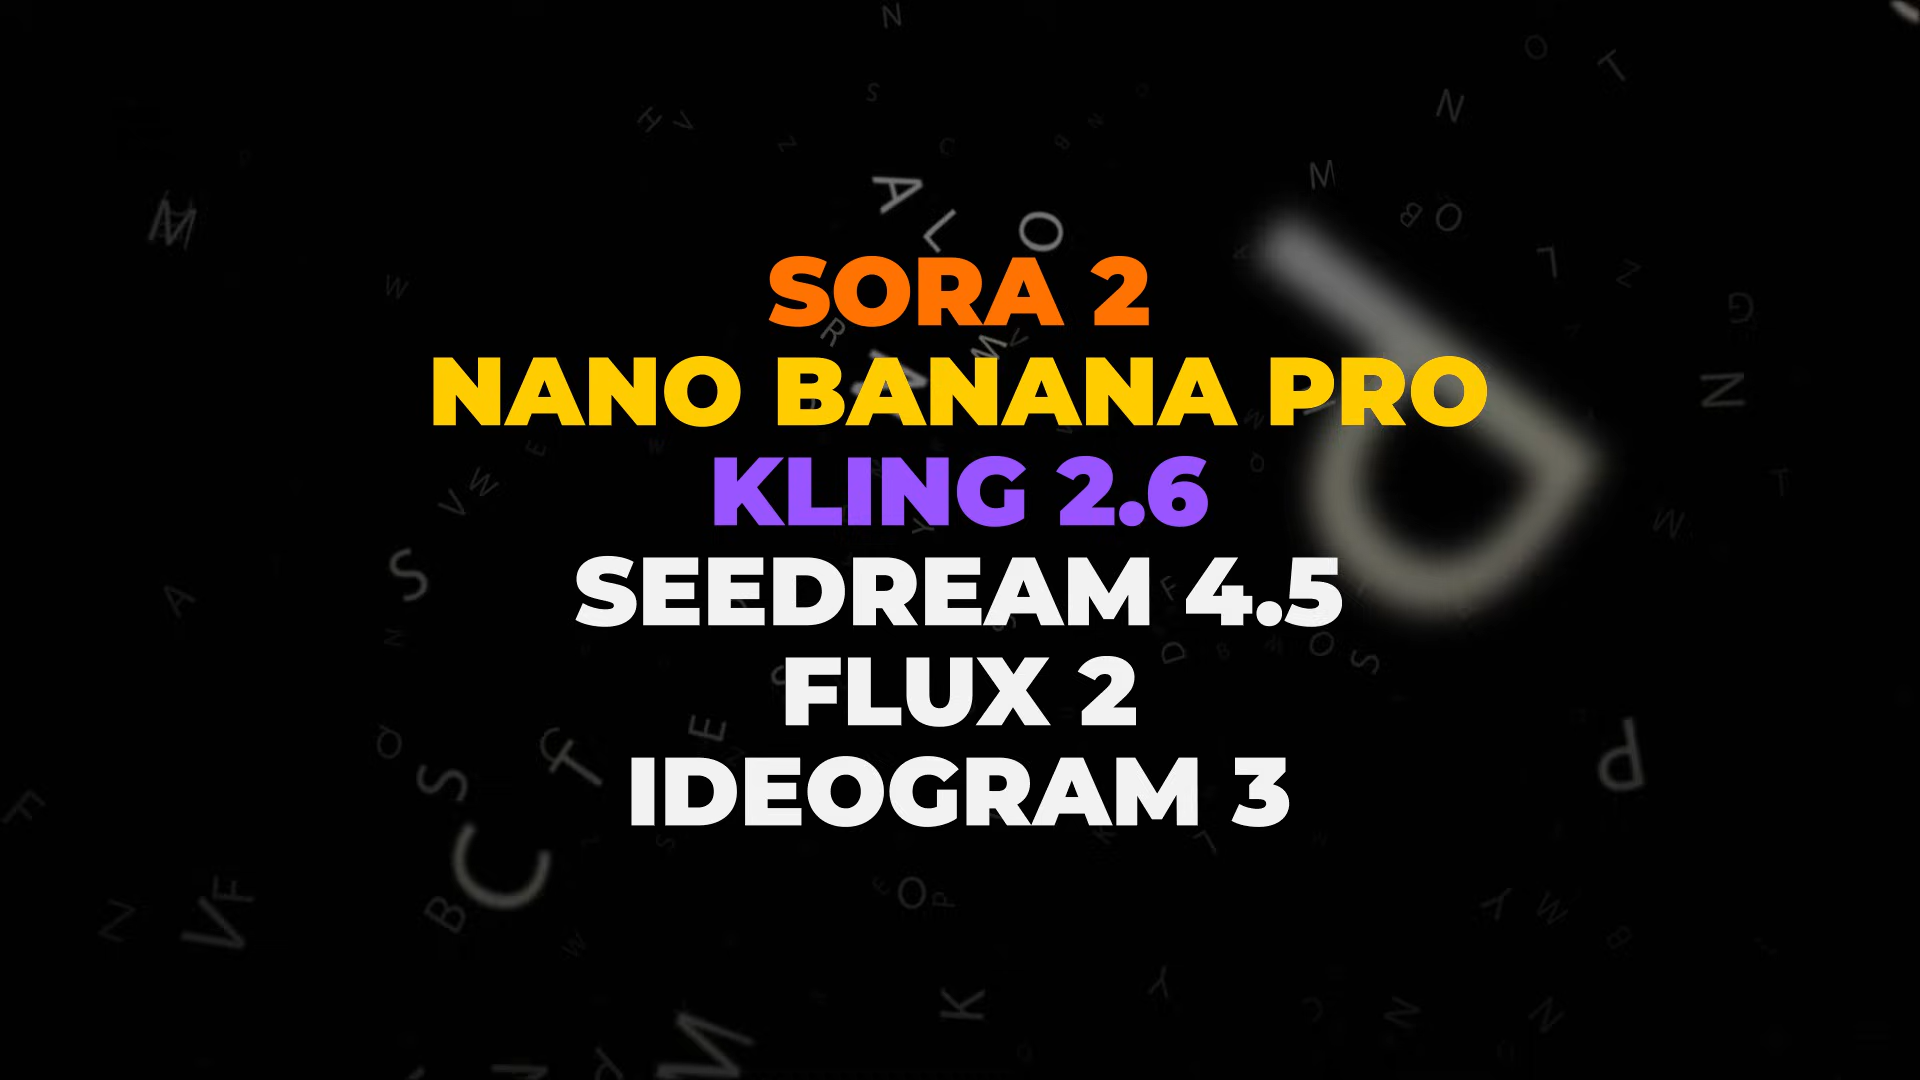 SORA 2
NANO BANANA PRO
KLING 2.6
SEEDREAM 4.5
FLUX 2
IDEOGRAM 3